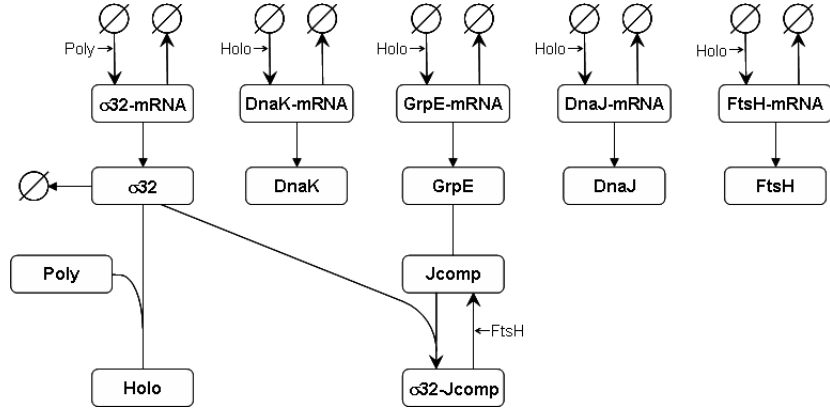 Poly
Holo
Holo
Holo
Holo
σ32-mRNA
DnaK-mRNA
GrpE-mRNA
DnaJ-mRNA
FtsH-mRNA
σ32
DnaK
GrpE
DnaJ
FtsH
Poly
Jcomp
FtsH
Holo
σ32-Jcomp